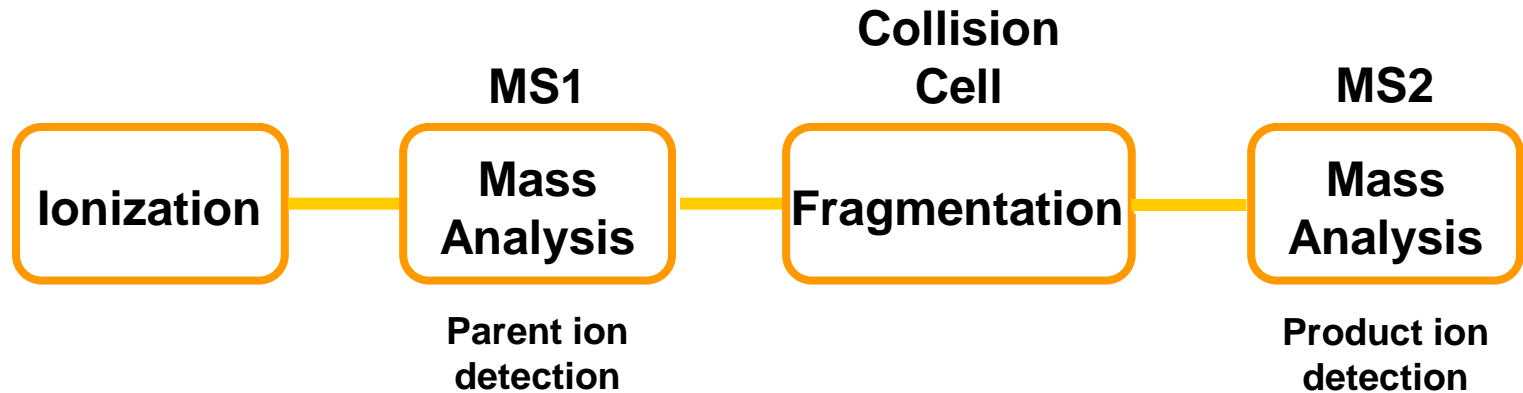 Ionization
MS1
Mass
Analysis
Parent ion
detection
Collision
Cell
Fragmentation
MS2
Mass
Analysis
Product ion
detection